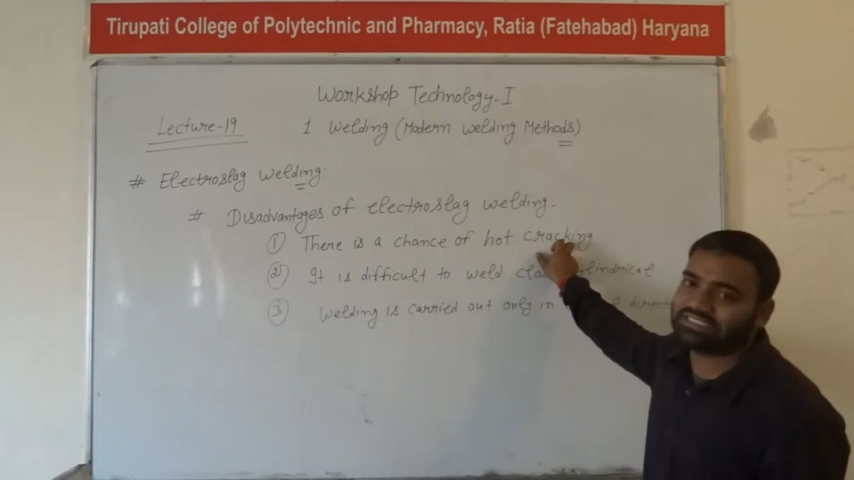 Tirupati College of Polytechnic and Pharmacy, Ratia (Fatehabad) Haryana
Workshop Technology-I
Lecture-19
1 Welding (Modern welding Methods)
# Electroslag welding:
# Disadvantages of electroslag welding:-
① There is a chance of hot cracking
② It is difficult to weld
③ Welding is carried out only in